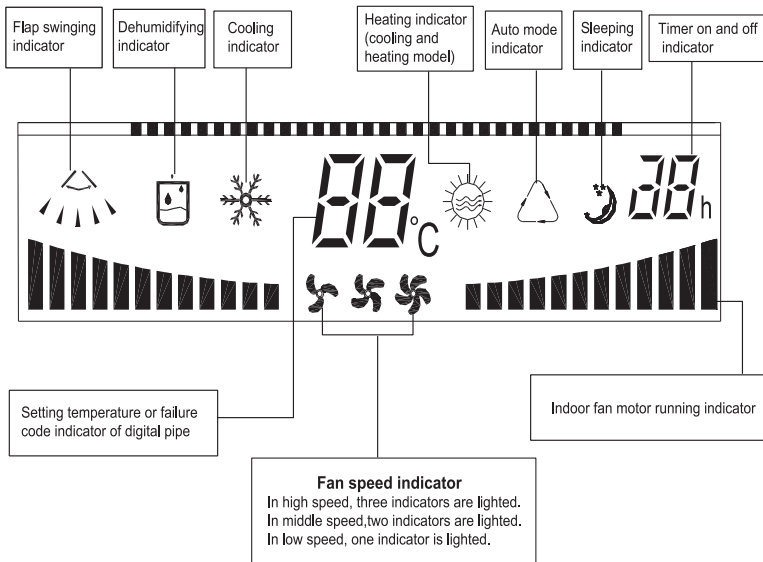 Flap swinging
indicator
Dehumidifying
indicator
Cooling
indicator
Heating indicator
(cooling and
heating model)
Auto mode
indicator
Sleeping
indicator
Timer on and off
indicator
88°C
28h
Setting temperature or failure
code indicator of digital pipe
Indoor fan motor running indicator
Fan speed indicator
In high speed, three indicators are lighted.
In middle speed,two indicators are lighted.
In low speed, one indicator is lighted.